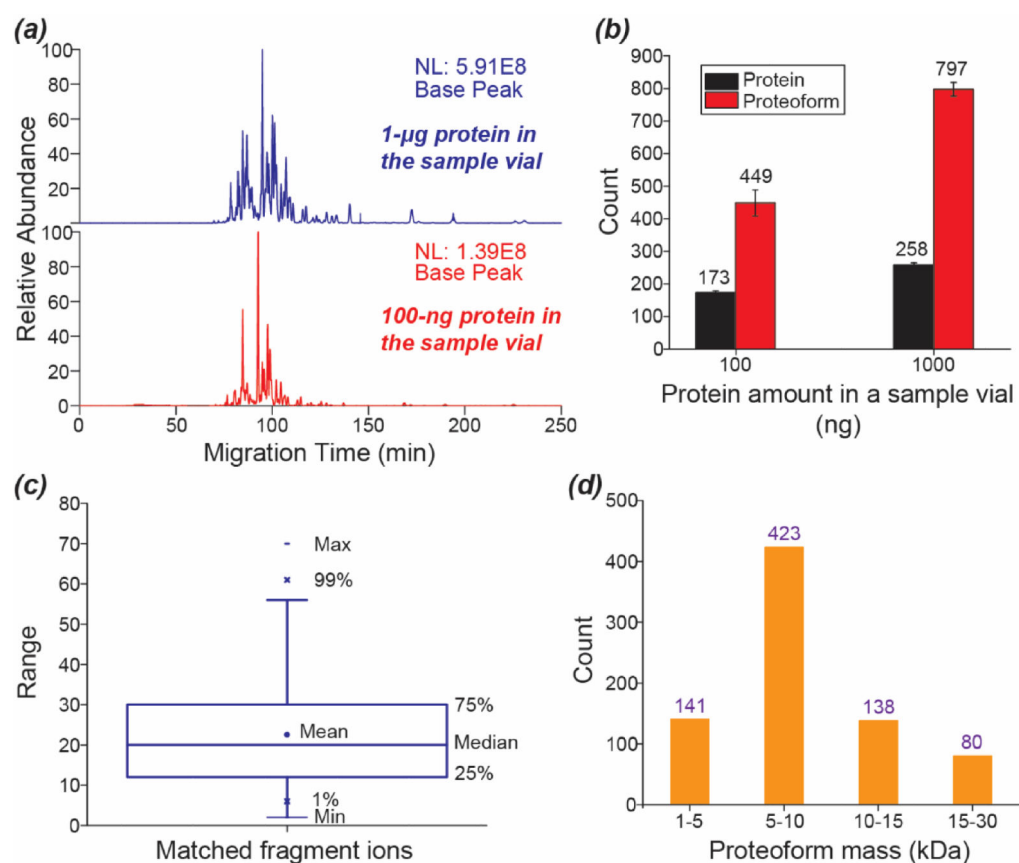 (a)
100
80
60
40
20
0
NL: 5.91E8
Base Peak
1-µg protein in
the sample vial
100
80
60
40
20
0
NL: 1.39E8
Base Peak
100-ng protein in
the sample vial
Relative Abundance
0
50
100
150
200
250
Migration Time (min)
(b)
900
800
700
600
500
400
300
200
100
0
Count
Protein
Proteoform
173
449
258
797
100
1000
Protein amount in a sample vial
(ng)
(c)
80
70
60
50
40
30
20
10
0
Range
Max
99%
75%
Mean
Median
25%
1%
Min
Matched fragment ions
(d)
500
400
300
200
100
0
Count
141
423
138
80
1-5
5-10
10-15
15-30
Proteoform mass (kDa)